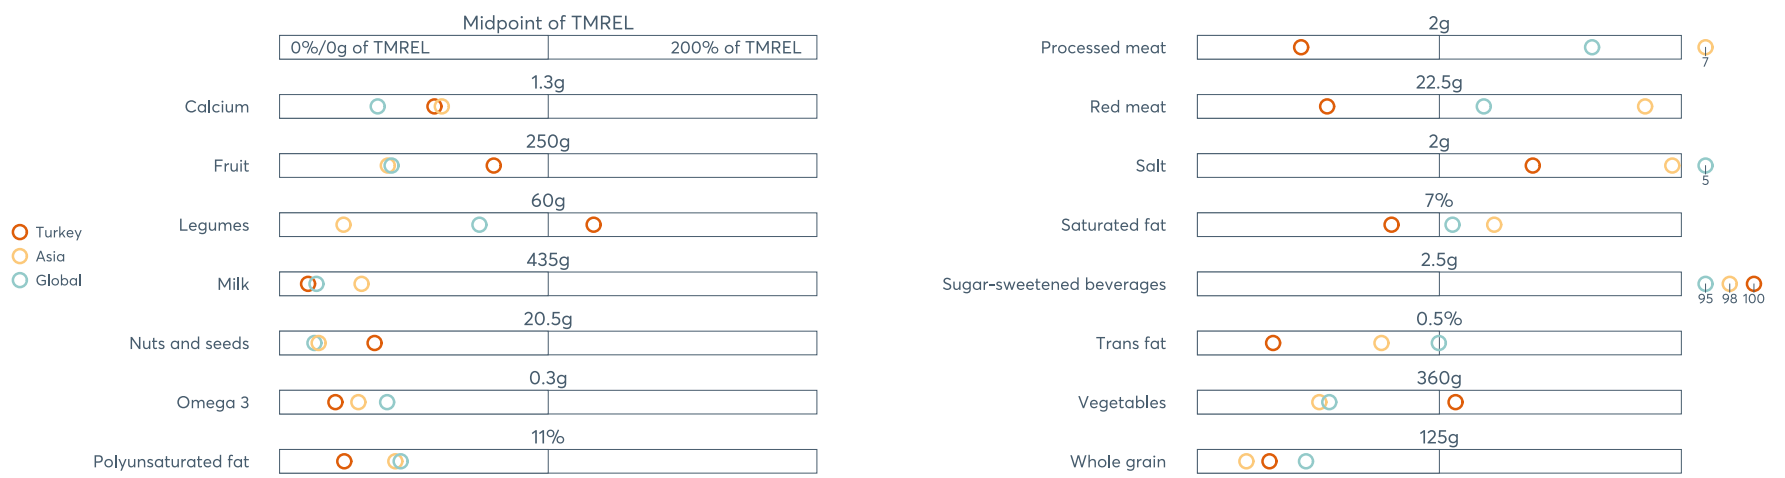 Midpoint of TMREL
0%/0g of TMREL 200% of TMREL
1.3g
Calcium
250g
Fruit
60g
Legumes
435g
Milk
20.5g
Nuts and seeds
0.3g
Omega 3
11%
Polyunsaturated fat
Turkey
Asia
Global
2g
Processed meat
7
22.5g
Red meat
2g
Salt
5
7%
Saturated fat
2.5g
Sugar-sweetened beverages
95 98 100
0.5%
Trans fat
360g
Vegetables
125g
Whole grain